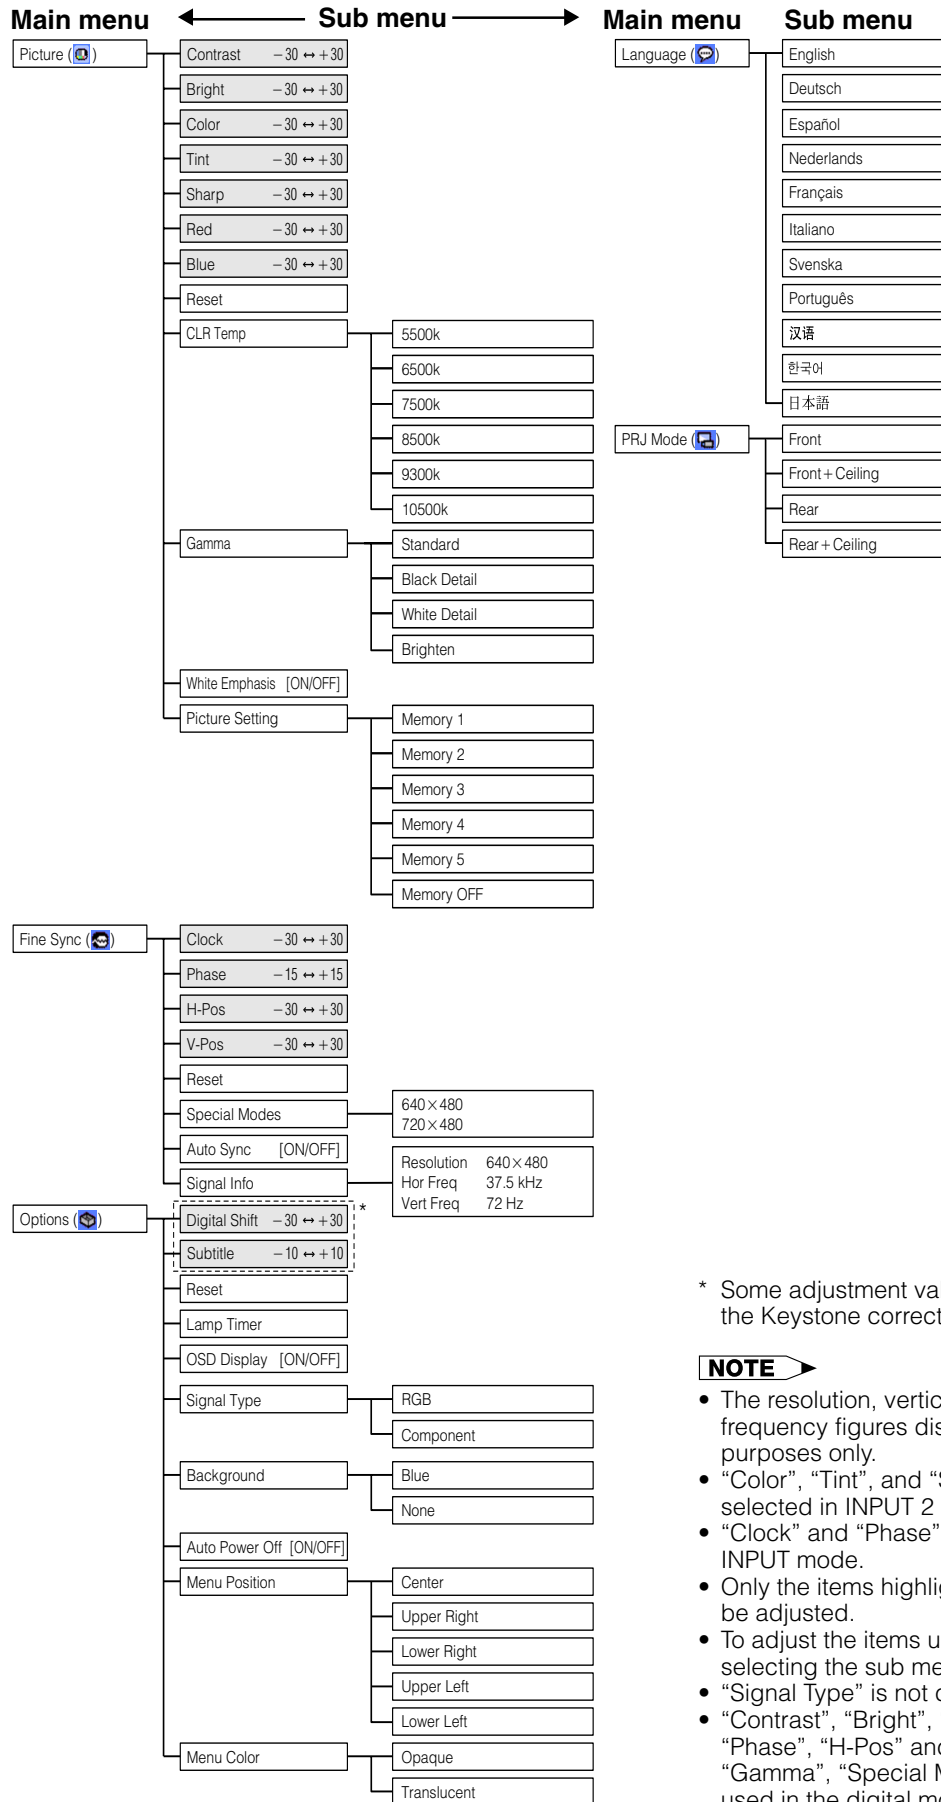 Main menu
Sub menu
Picture ( )
Contrast −30 ↔ +30
Bright −30 ↔ +30
Color −30 ↔ +30
Tint −30 ↔ +30
Sharp −30 ↔ +30
Red −30 ↔ +30
Blue −30 ↔ +30
Reset
CLR Temp
5500k
6500k
7500k
8500k
9300k
10500k
Gamma
Standard
Black Detail
White Detail
Brighten
White Emphasis [ON/OFF]
Picture Setting
Memory 1
Memory 2
Memory 3
Memory 4
Memory 5
Memory OFF
Fine Sync ( )
Clock −30 ↔ +30
Phase −15 ↔ +15
H-Pos −30 ↔ +30
V-Pos −30 ↔ +30
Reset
Special Modes
640×480
720×480
Auto Sync [ON/OFF]
Signal Info
Resolution 640×480
Hor Freq 37.5 kHz
Vert Freq 72 Hz
Options ( )
Digital Shift −30 ↔ +30 *
Subtitle −10 ↔ +10
Reset
Lamp Timer
OSD Display [ON/OFF]
Signal Type
RGB
Component
Background
Blue
None
Auto Power Off [ON/OFF]
Menu Position
Center
Upper Right
Lower Right
Upper Left
Lower Left
Menu Color
Opaque
Translucent
Main menu
Sub menu
Language ( )
English
Deutsch
Español
Nederlands
Français
Italiano
Svenska
Português
汉语
한국어
日本語
PRJ Mode ( )
Front
Front+Ceiling
Rear
Rear+Ceiling
* Some adjustment
the Keystone
NOTE
• The resolution,
frequency figures
purposes only.
• “Color”, “Tint”, and
selected in INPUT 2
• “Clock” and “Phase”
INPUT mode.
• Only the items
be adjusted.
• To adjust the items
selecting the sub
• “Signal Type” is not
• “Contrast”, “Bright”,
“Phase”, “H-Pos”
“Gamma”, “Special
used in the digital